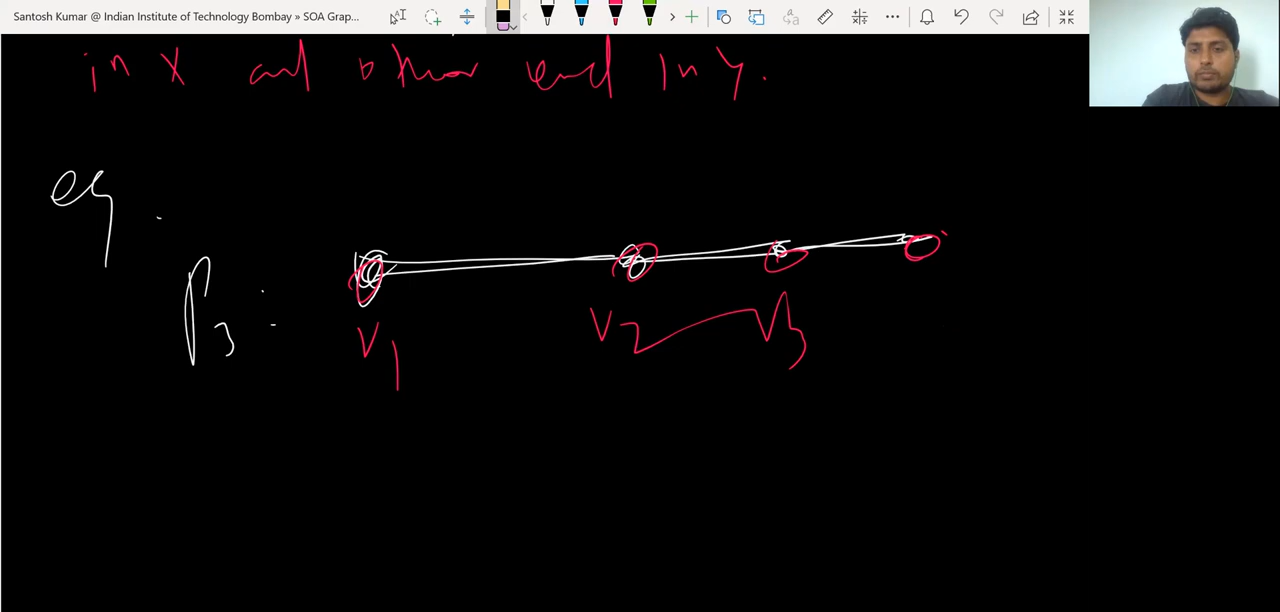 Santosh Kumar @ Indian Institute of Technology Bombay » SOA Grap...
in X and other end in Y.
eg.
P3 :
V1 V2 V3